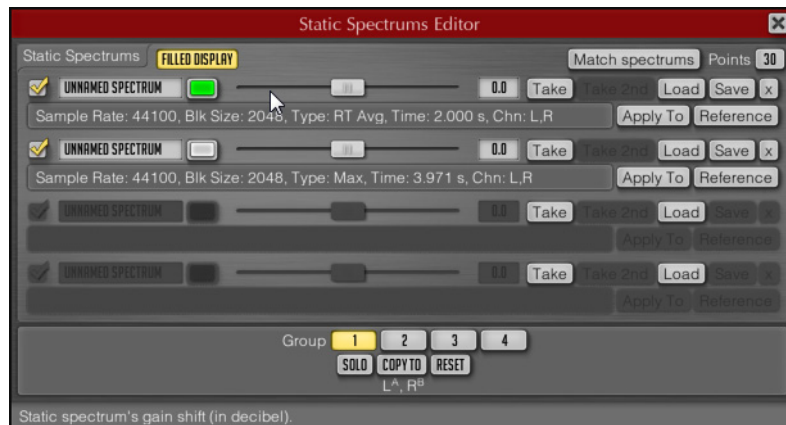 Static Spectrums Editor
Static Spectrums FILLED DISPLAY Match spectrums Points 30
UNNAMED SPECTRUM 0.0 Take Take 2nd Load Save x
Sample Rate: 44100, Blk Size: 2048, Type: RT Avg, Time: 2.000 s, Chn: L,R Apply To Reference
UNNAMED SPECTRUM 0.0 Take Take 2nd Load Save x
Sample Rate: 44100, Blk Size: 2048, Type: Max, Time: 3.971 s, Chn: L,R Apply To Reference
UNNAMED SPECTRUM 0.0 Take Take 2nd Load Save x
Apply To Reference
UNNAMED SPECTRUM 0.0 Take Take 2nd Load Save x
Apply To Reference
Group 1 2 3 4
SOLO COPY TO RESET
Lᴬ, Rᴮ
Static spectrum's gain shift (in decibel).